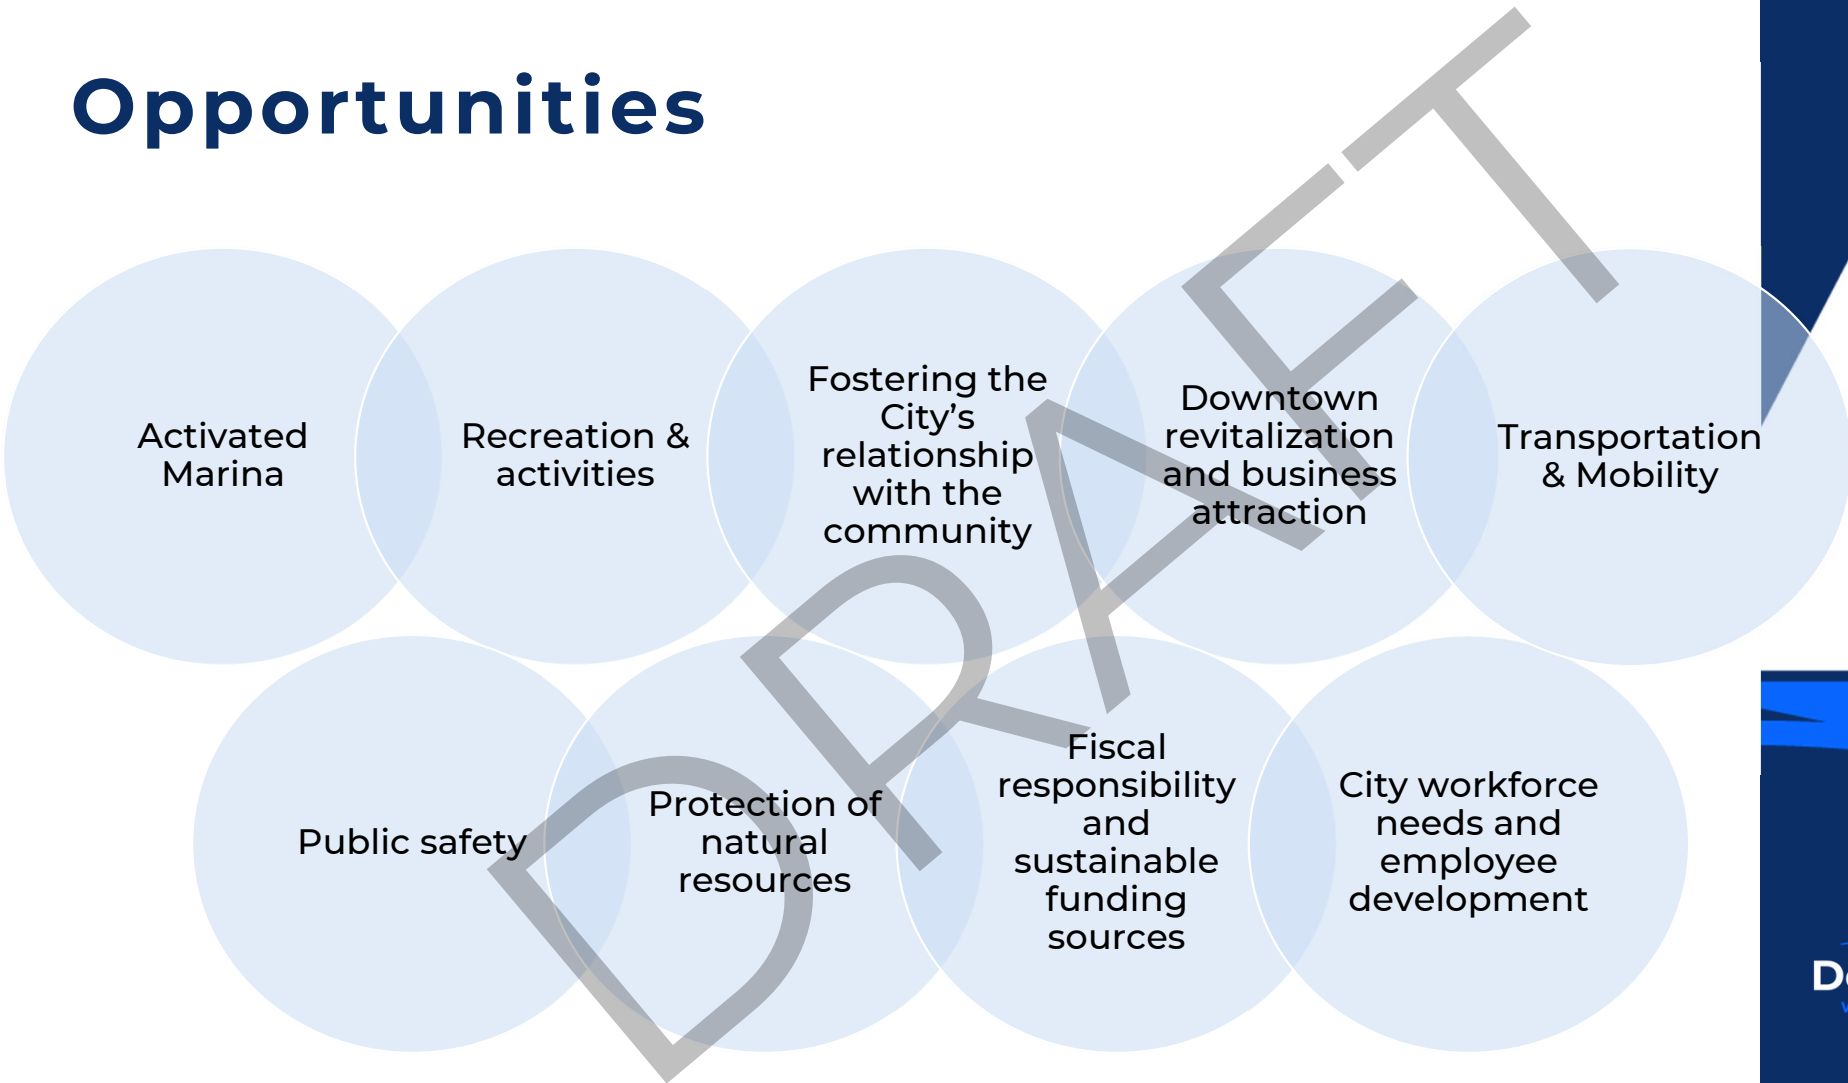 Opportunities
Activated
Marina
Recreation &
activities
Fostering the
City’s
relationship
with the
community
Downtown
revitalization
and business
attraction
Transportation
& Mobility
Public safety
Protection of
natural
resources
Fiscal
responsibility
and
sustainable
funding
sources
City workforce
needs and
employee
development
DRAFT